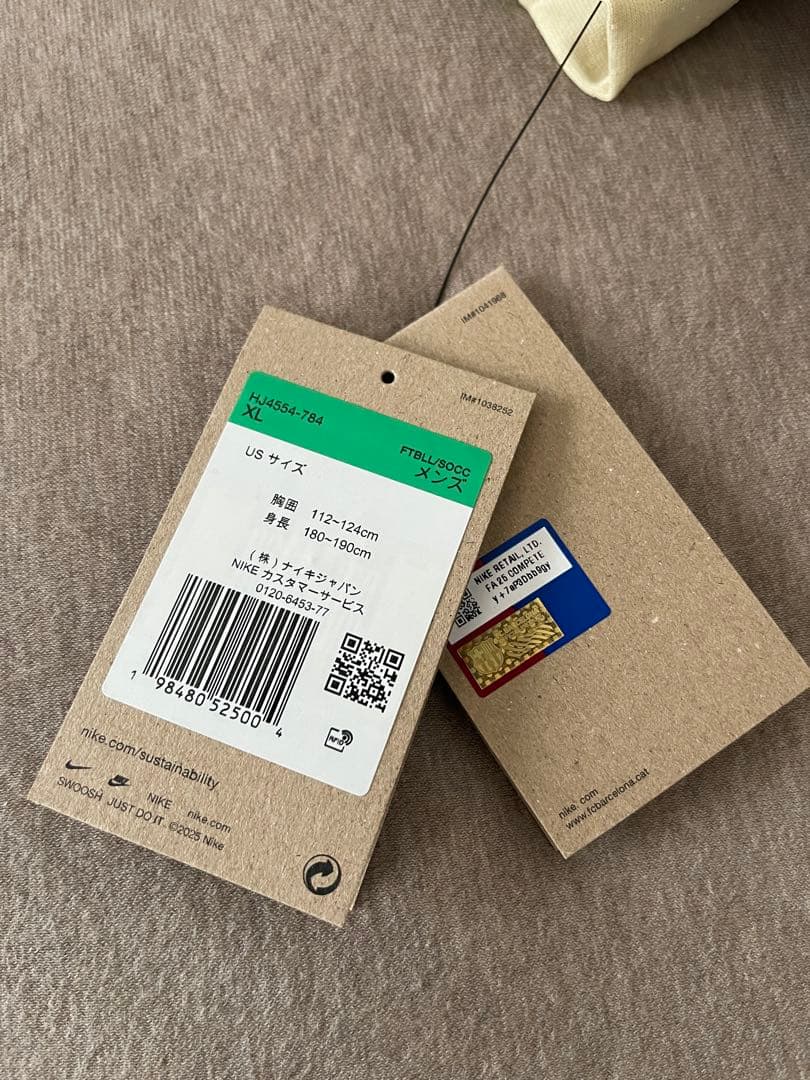 IM#1041968
IM#1038252
HJ4554-784
XL
FTBLL/SOCC
メンズ
US サイズ
胸囲 112~124cm
身長 180~190cm
(株)ナイキジャパン
NIKE カスタマーサービス
0120-6453-77
1 98480 52500 4
RFID
nike.com/sustainability
NIKE nike.com
SWOOSH JUST DO IT. ©2025 Nike
NIKE RETAIL, LTD.
FA 25 COMPETE
nike. com
www.fcbarcelona.cat